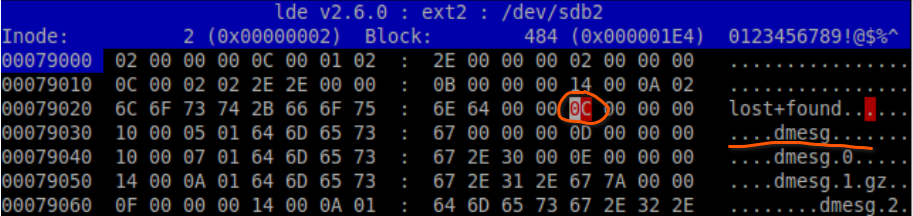 lde v2.6.0 : ext2 : /dev/sdb2
Inode: 2 (0x00000002) Block: 484 (0x000001E4) 0123456789!@$%^
00079000 02 00 00 00 0C 00 01 02 : 2E 00 00 00 02 00 00 00 ................
00079010 0C 00 02 02 2E 2E 00 00 : 0B 00 00 00 14 00 0A 02 ................
00079020 6C 6F 73 74 2B 66 6F 75 : 6E 64 00 00 0C 00 00 00 lost+found......
00079030 10 00 05 01 64 6D 65 73 : 67 00 00 00 0D 00 00 00 ....dmesg.......
00079040 10 00 07 01 64 6D 65 73 : 67 2E 30 00 0E 00 00 00 ....dmesg.0.....
00079050 14 00 0A 01 64 6D 65 73 : 67 2E 31 2E 67 7A 00 00 ....dmesg.1.gz..
00079060 0F 00 00 00 14 00 0A 01 : 64 6D 65 73 67 2E 32 2E ........dmesg.2.